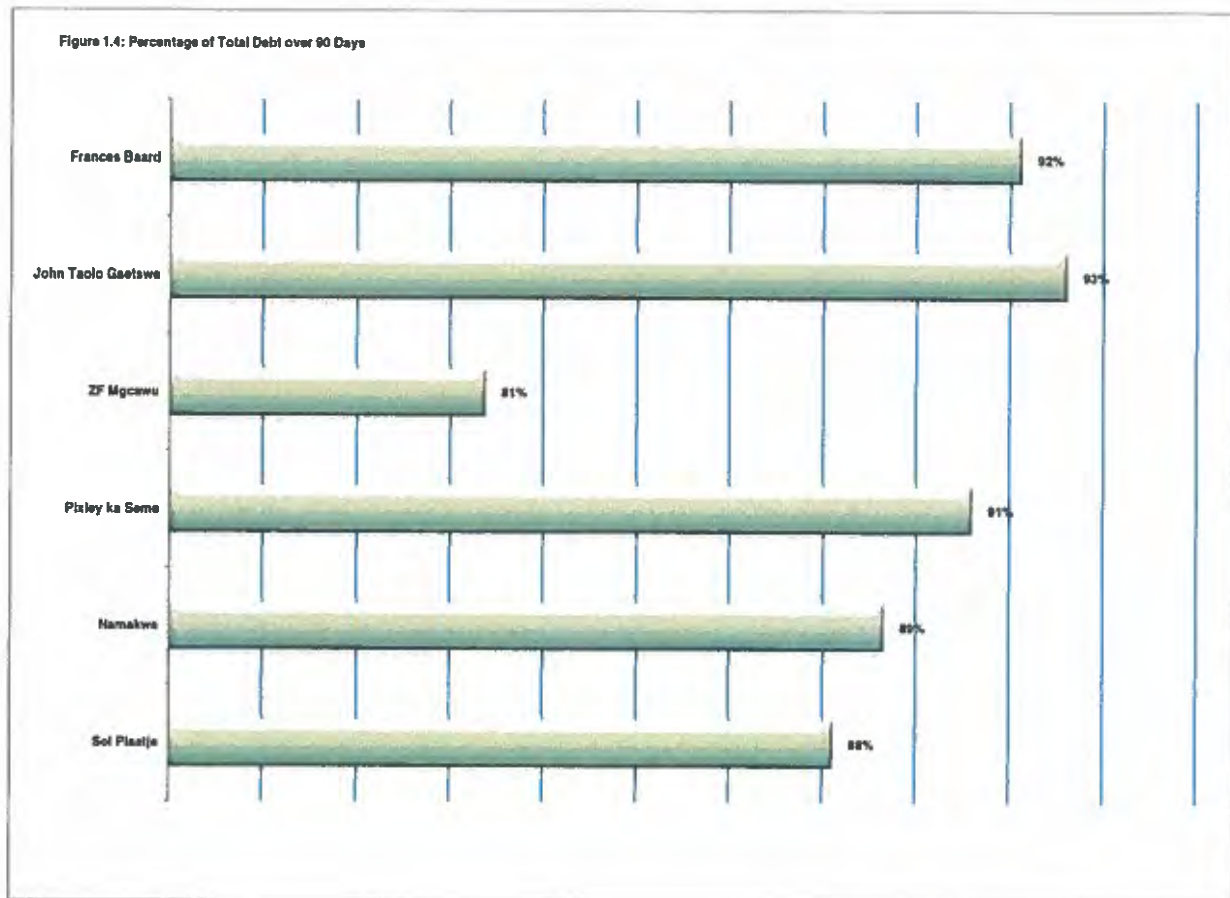 Figure 1.4: Percentage of Total Debt over 90 Days
Frances Baard
92%
John Taolo Gaetswe
93%
ZF Mgcawu
81%
Pixley ka Seme
91%
Namakwa
89%
Sol Plaatje
88%